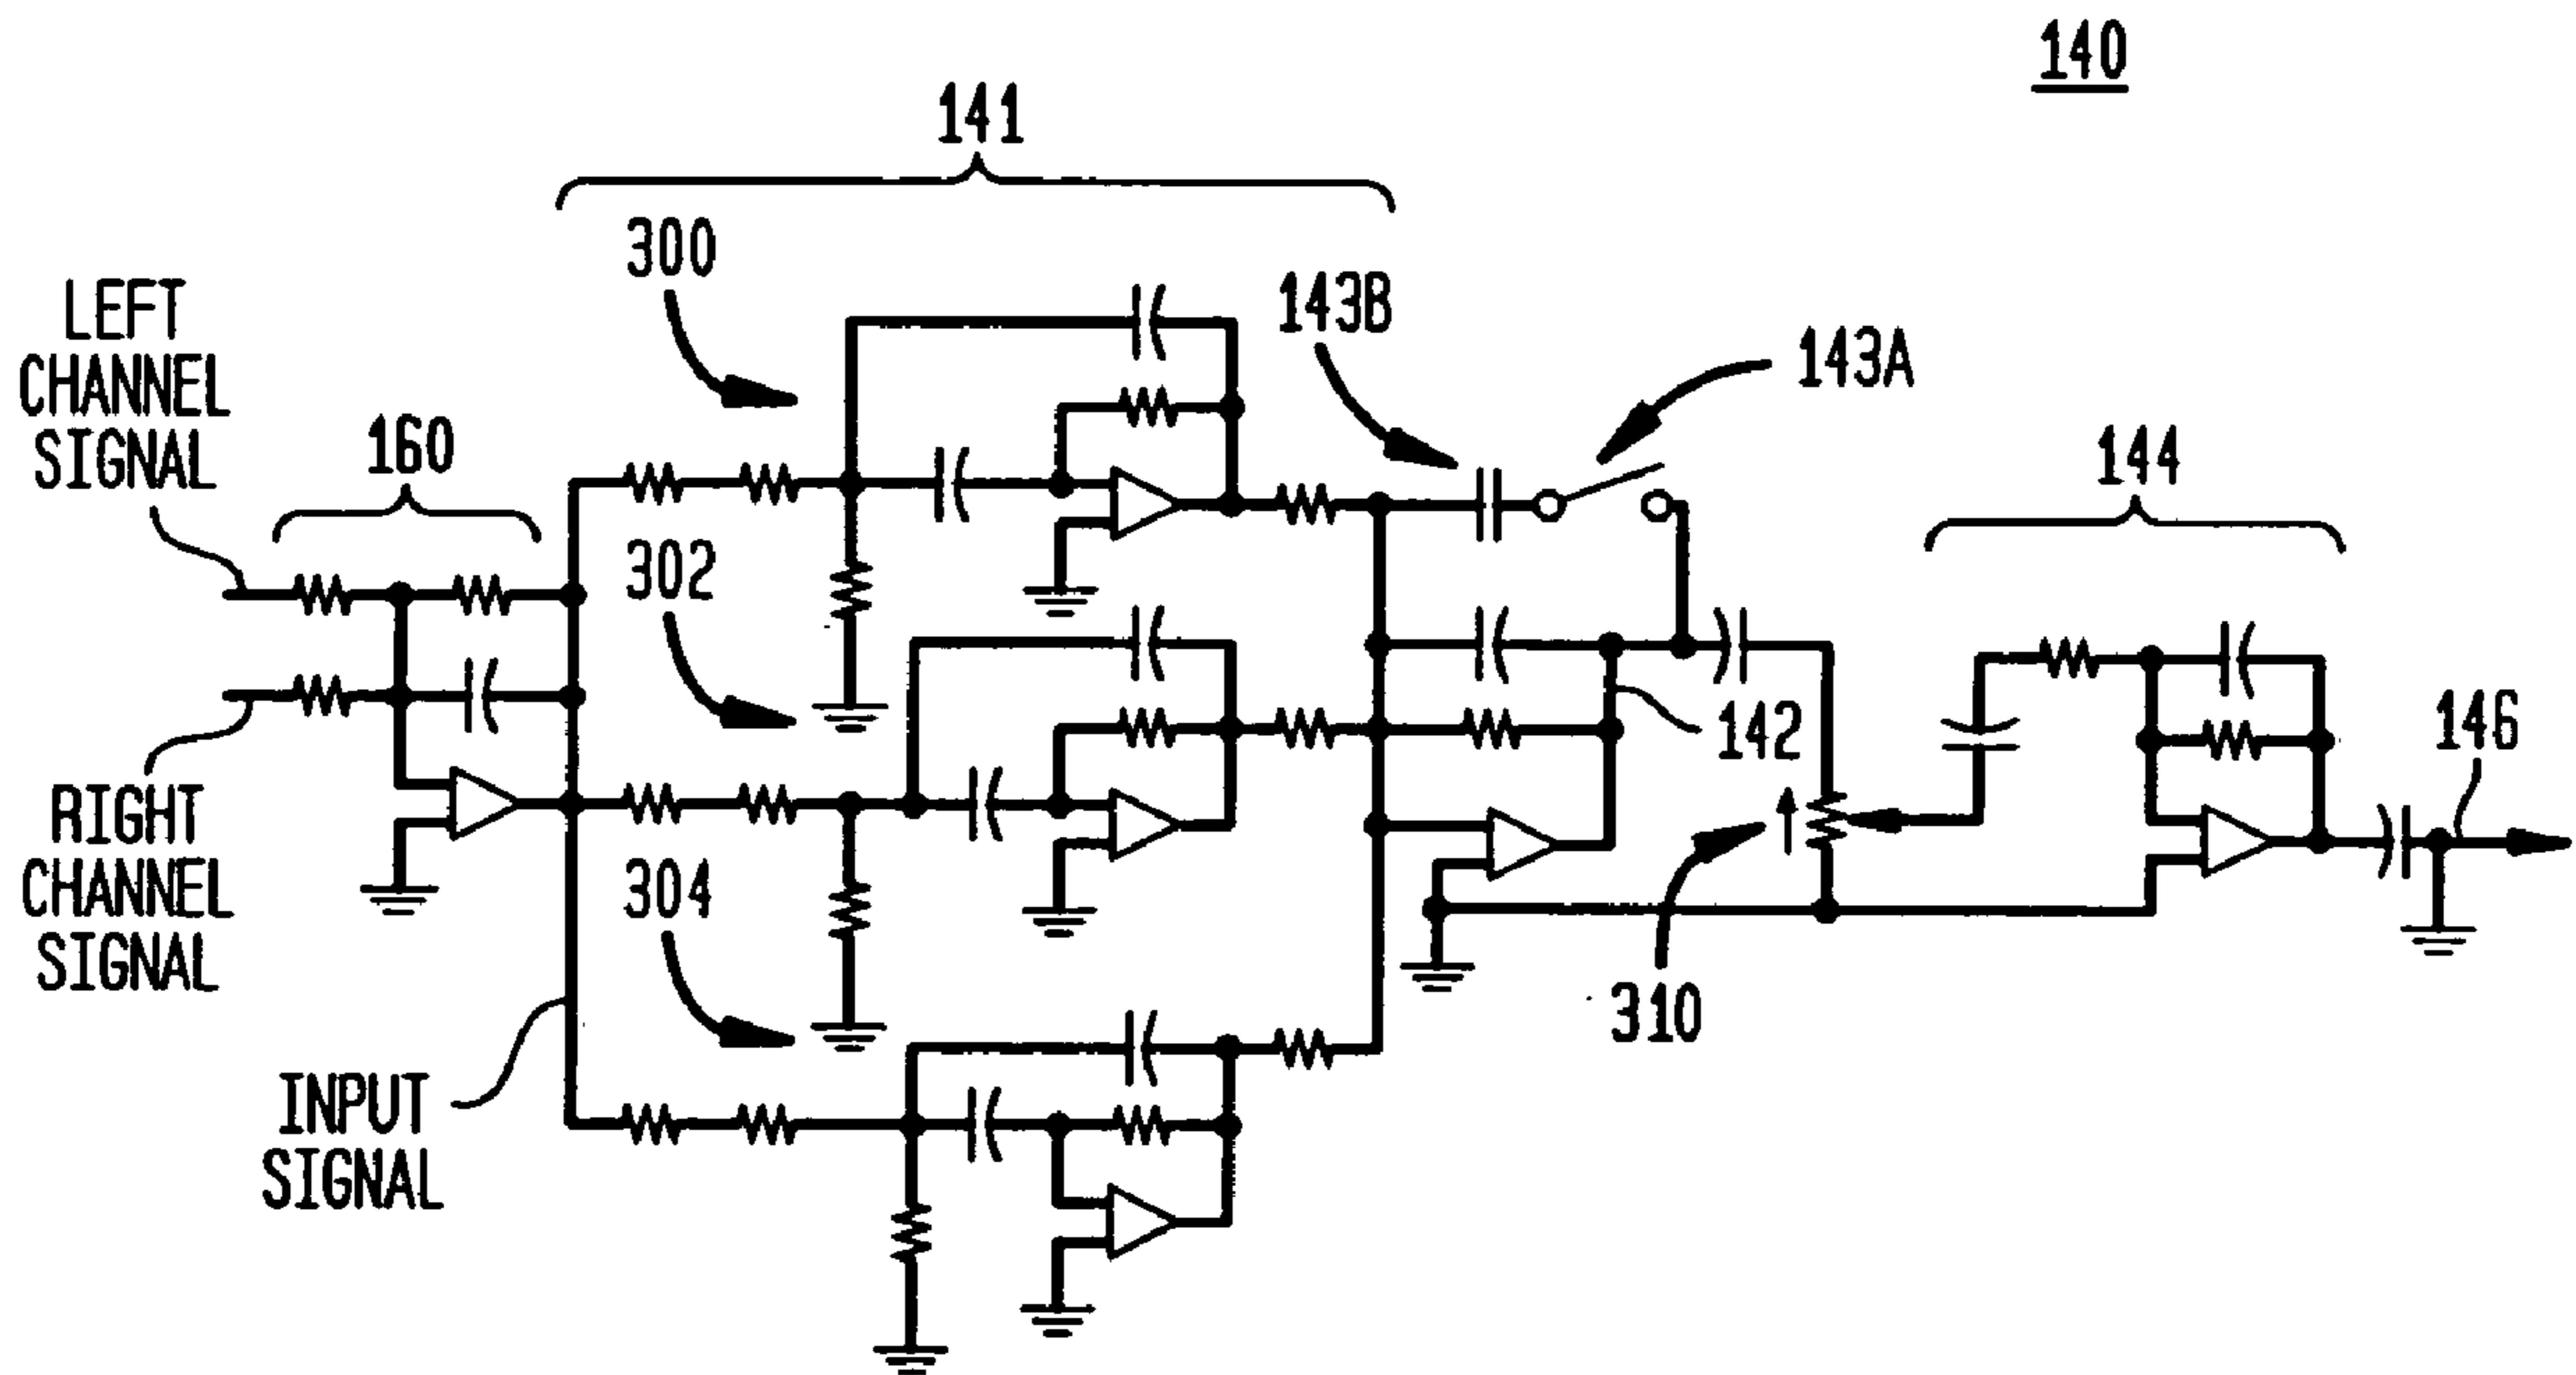 140
141
300
LEFT
CHANNEL
SIGNAL
160
143B
143A
144
302
142
146
RIGHT
CHANNEL
SIGNAL
304
310
INPUT
SIGNAL